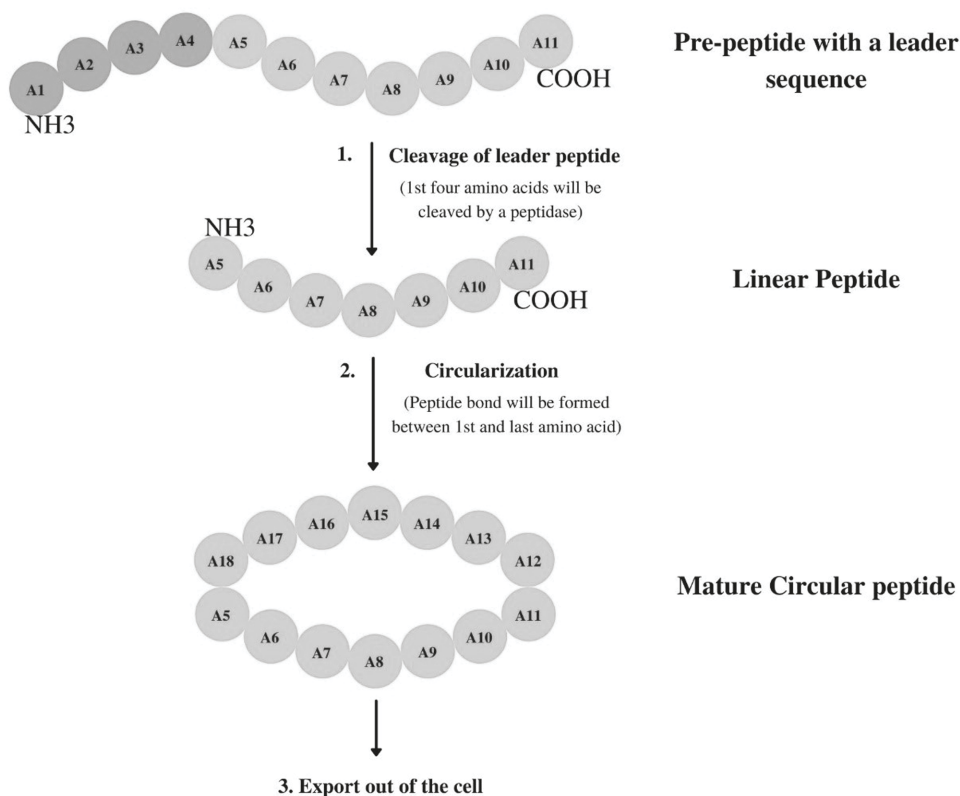 A1
A2
A3
A4
A5
A6
A7
A8
A9
A10
A11
NH3
COOH
Pre-peptide with a leader
sequence
1.
Cleavage of leader peptide
(1st four amino acids will be
cleaved by a peptidase)
NH3
A5
A6
A7
A8
A9
A10
A11
COOH
Linear Peptide
2.
Circularization
(Peptide bond will be formed
between 1st and last amino acid)
A18
A17
A16
A15
A14
A13
A12
A5
A6
A7
A8
A9
A10
A11
Mature Circular peptide
3. Export out of the cell